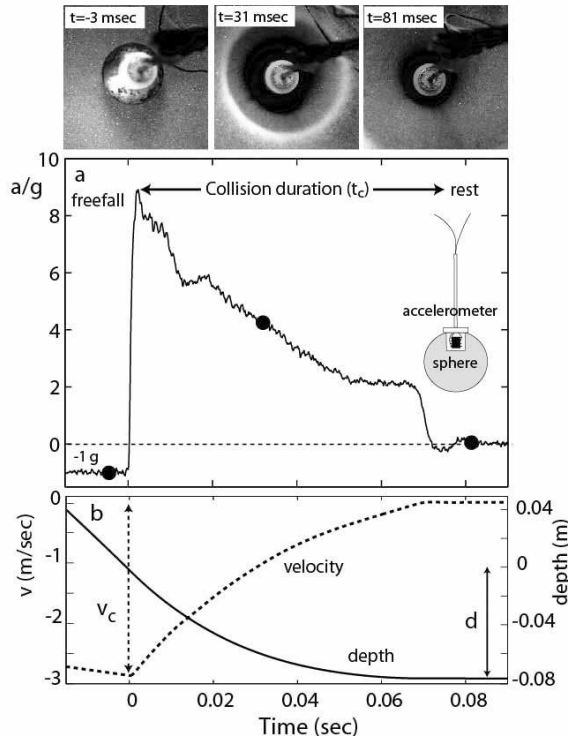 t=-3 msec
t=31 msec
t=81 msec
a/g
a
freefall
Collision duration (t_c)
rest
10
8
6
4
2
0
-1 g
accelerometer
sphere
b
v (m/sec)
0
-1
-2
-3
v_c
velocity
depth
d
0.04
0
-0.04
-0.08
depth (m)
0 0.02 0.04 0.06 0.08
Time (sec)